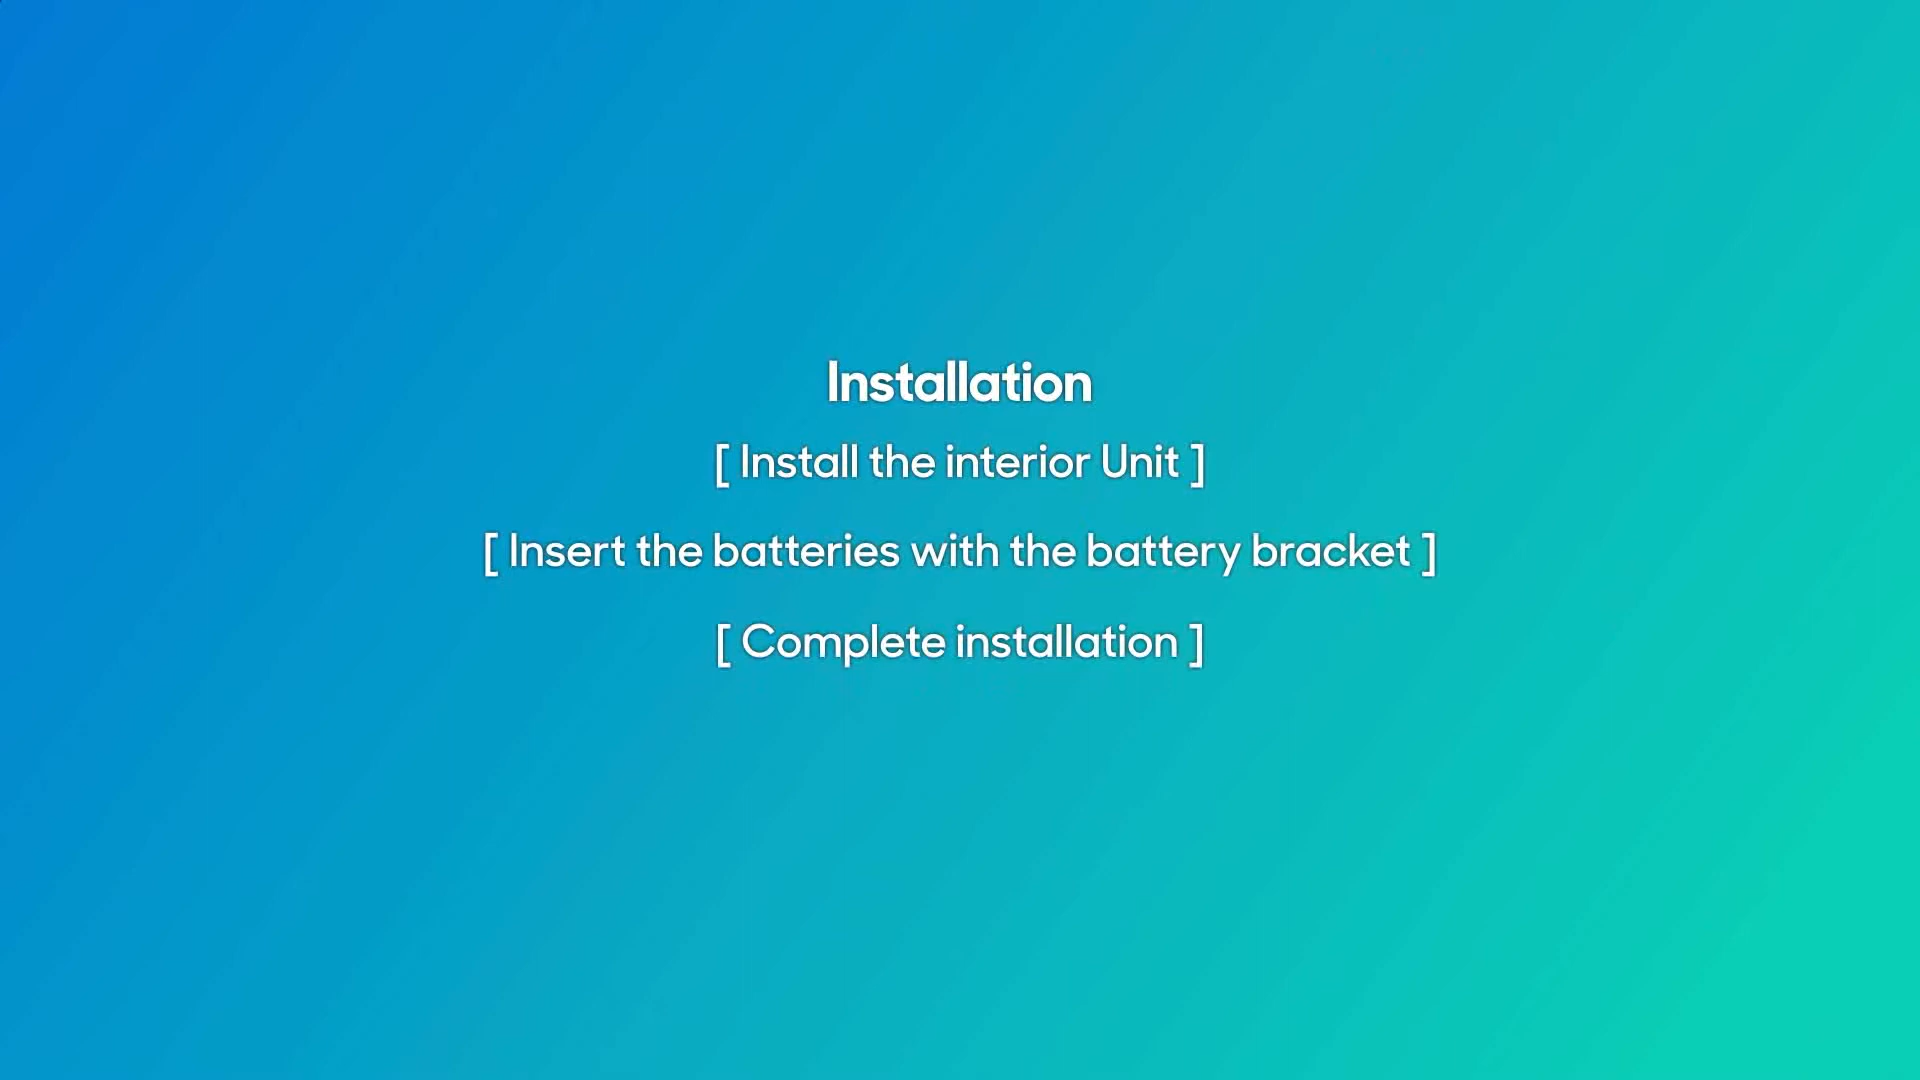 Installation
[ Install the interior Unit ]
[ Insert the batteries with the battery bracket ]
[ Complete installation ]